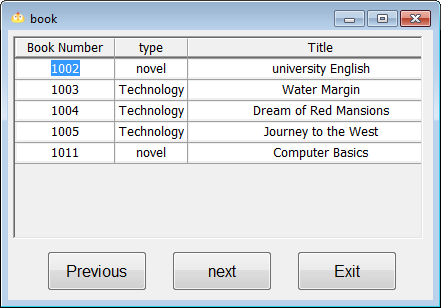 book
Book Number type Title
1002 novel university English
1003 Technology Water Margin
1004 Technology Dream of Red Mansions
1005 Technology Journey to the West
1011 novel Computer Basics
Previous next Exit